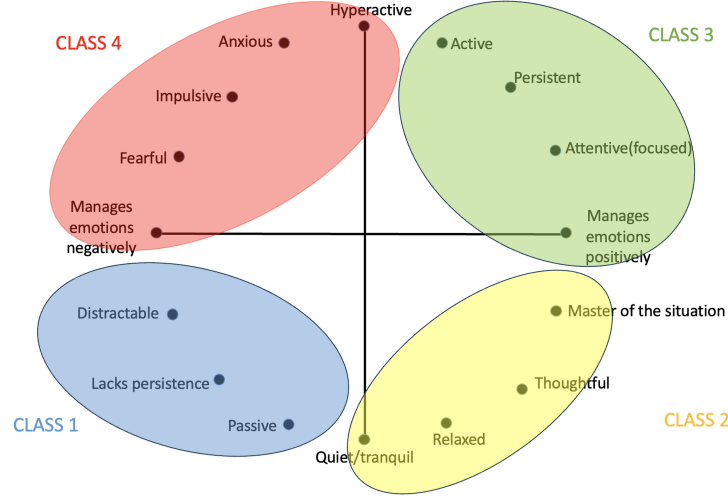 Hyperactive
CLASS 4
Anxious
Active
CLASS 3
Persistent
Impulsive
Fearful
Attentive(focused)
Manages
emotions
negatively
Manages
emotions
positively
Distractable
Master of the situation
Lacks persistence
Thoughtful
CLASS 1
Passive
Relaxed
CLASS 2
Quiet/tranquil